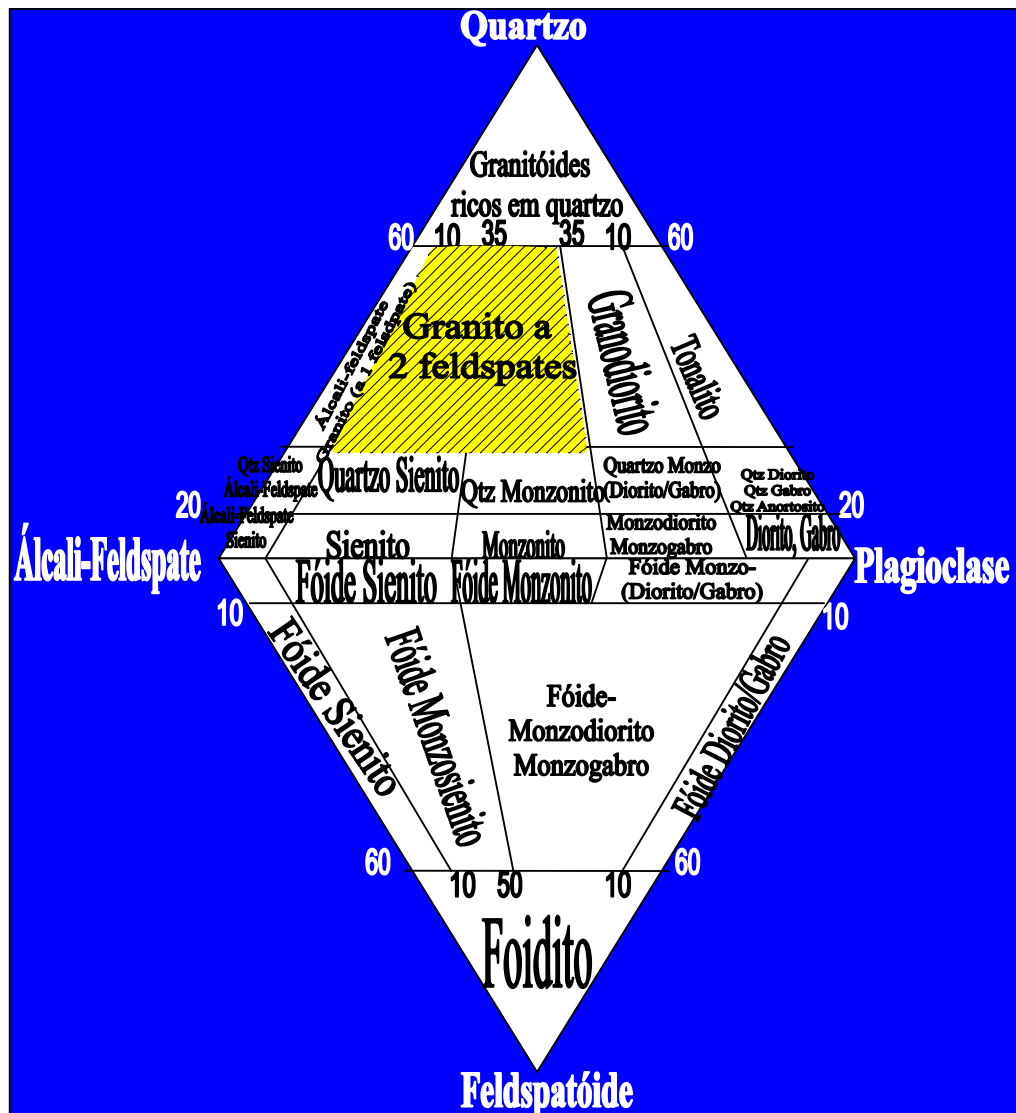 Quartzo
Granitóides
ricos em quartzo
60
10
35
35
10
60
Álcali-feldspate
Granito (a 1 felsdpate)
Granito a
2 feldspates
Granodiorito
Tonalito
Qtz Sienito
Álcali-Feldspate
Quartzo Sienito
Qtz Monzonito
Quartzo Monzo
(Diorito/Gabro)
Qtz Diorito
Qtz Gabro
Qtz Anortosito
20
20
Álcali-Feldspate
Sienito
Sienito
Monzonito
Monzodiorito
Monzogabro
Diorito, Gabro
Álcali-Feldspate
Plagioclase
Fóide Sienito
Fóide Monzonito
Fóide Monzo-
(Diorito/Gabro)
10
10
Fóide Sienito
Fóide Monzosienito
Fóide-
Monzodiorito
Monzogabro
Fóide Diorito/Gabro
60
10
50
10
60
Foidito
Feldspatóide